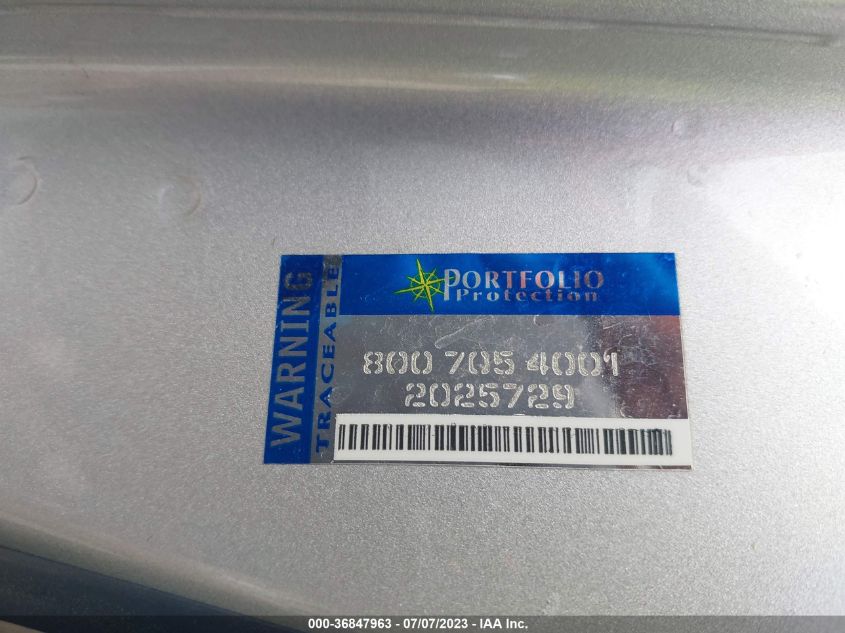 WARNING
TRACEABLE
PORTFOLIO
Protection
800 705 4001
2025729
000-36847963 - 07/07/2023 - IAA Inc.